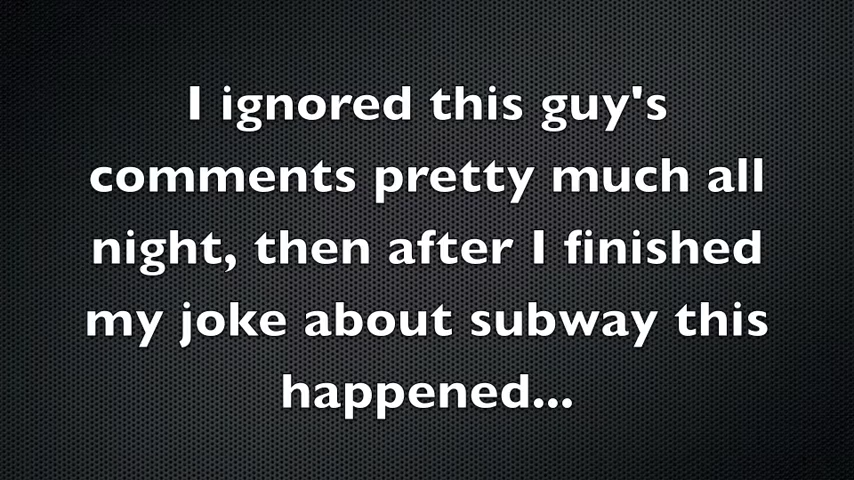 I ignored this guy's
comments pretty much all
night, then after I finished
my joke about subway this
happened...